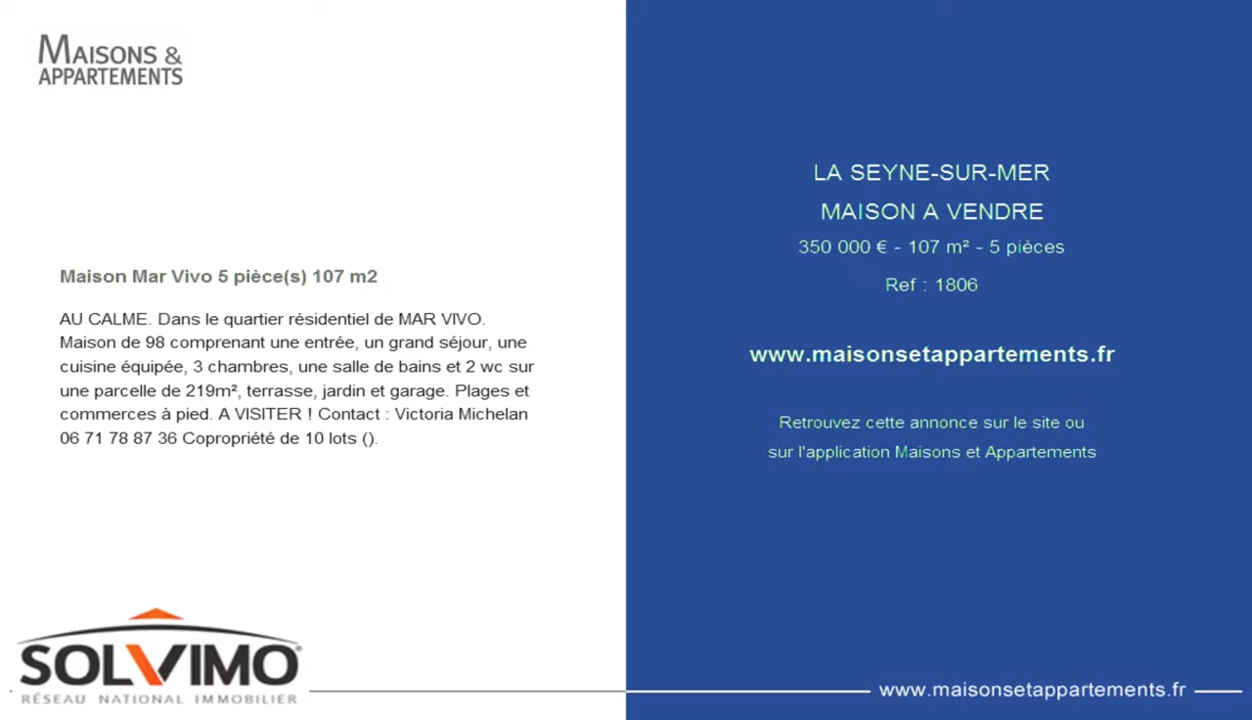 MAISONS &
APPARTEMENTS
Maison Mar Vivo 5 pièce(s) 107 m2
AU CALME. Dans le quartier résidentiel de MAR VIVO.
Maison de 98 comprenant une entrée, un grand séjour, une
cuisine équipée, 3 chambres, une salle de bains et 2 wc sur
une parcelle de 219m², terrasse, jardin et garage. Plages et
commerces à pied. A VISITER ! Contact : Victoria Michelan
06 71 78 87 36 Copropriété de 10 lots ().
SOLVIMO®
RÉSEAU NATIONAL IMMOBILIER
LA SEYNE-SUR-MER
MAISON A VENDRE
350 000 € - 107 m² - 5 pièces
Ref : 1806
www.maisonsetappartements.fr
Retrouvez cette annonce sur le site ou
sur l'application Maisons et Appartements
www.maisonsetappartements.fr